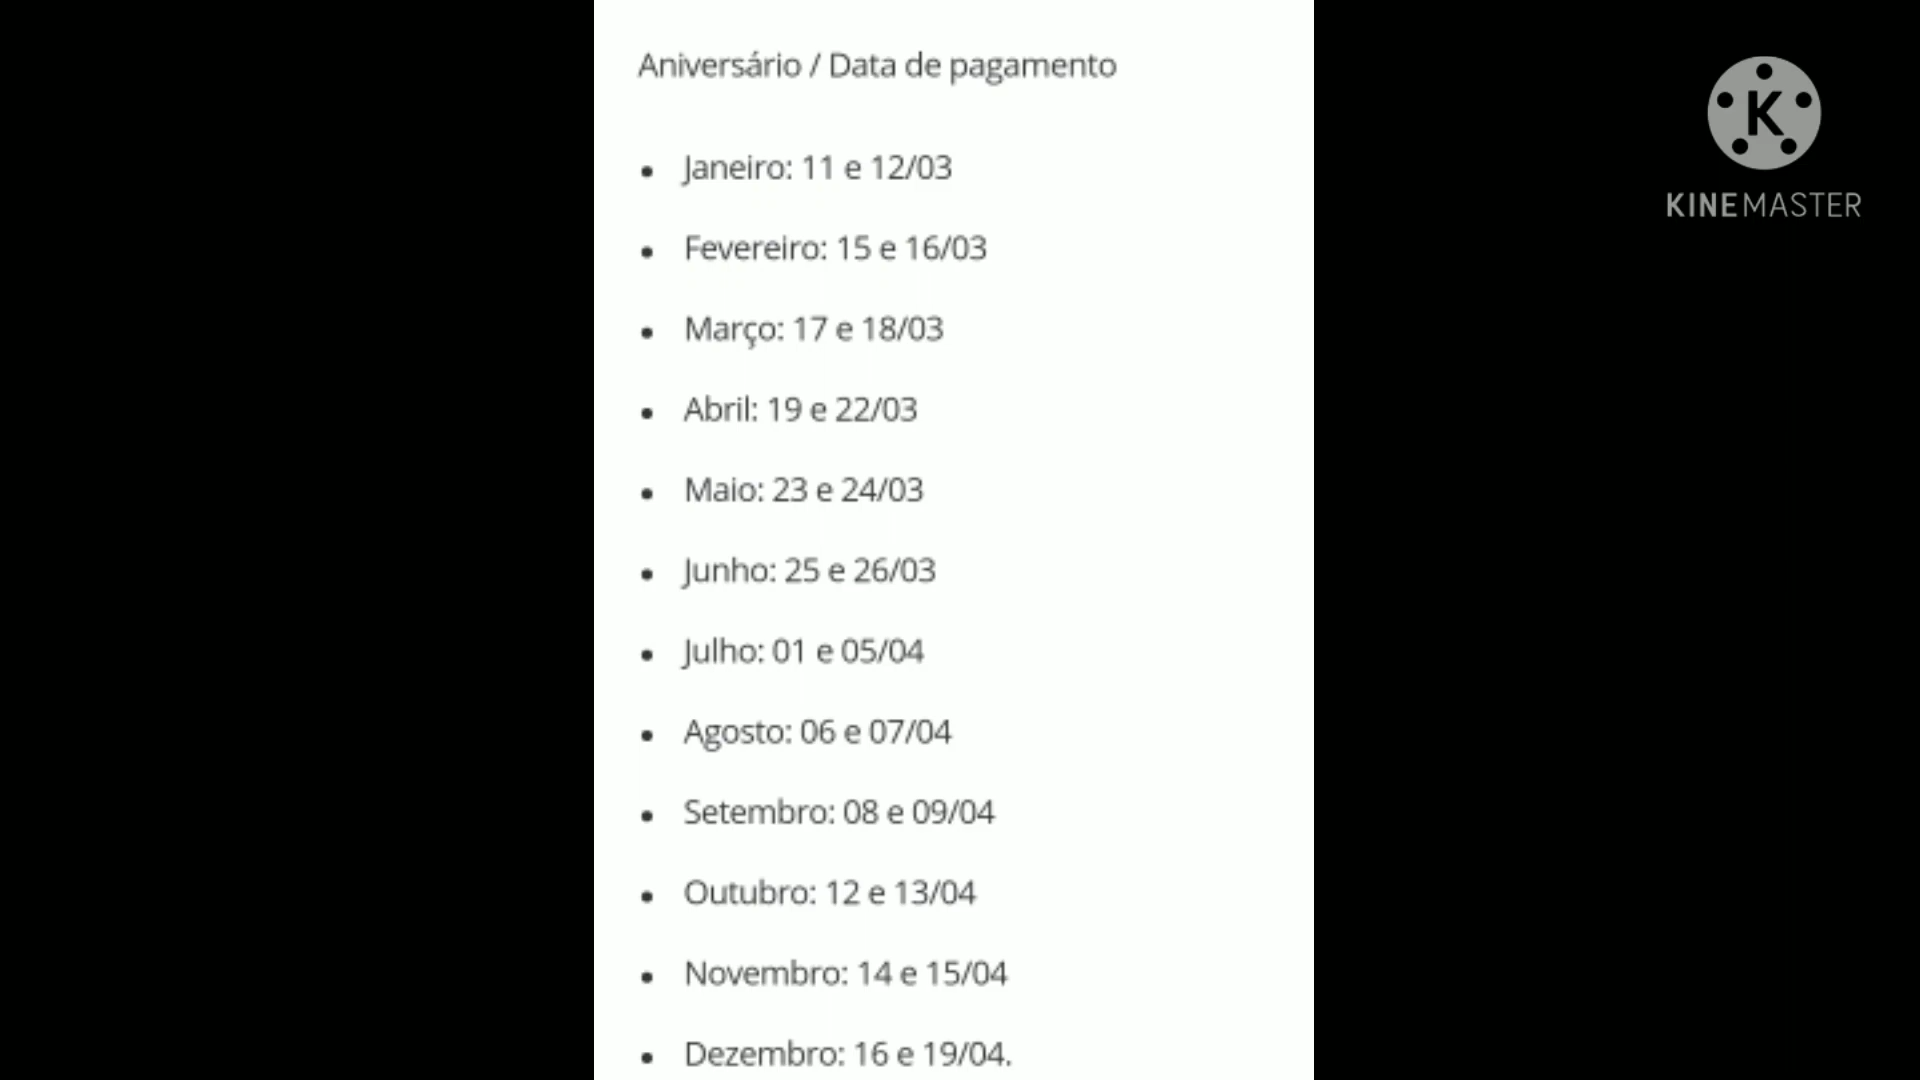 Aniversário / Data de pagamento
• Janeiro: 11 e 12/03
• Fevereiro: 15 e 16/03
• Março: 17 e 18/03
• Abril: 19 e 22/03
• Maio: 23 e 24/03
• Junho: 25 e 26/03
• Julho: 01 e 05/04
• Agosto: 06 e 07/04
• Setembro: 08 e 09/04
• Outubro: 12 e 13/04
• Novembro: 14 e 15/04
• Dezembro: 16 e 19/04.
K
KINEMASTER